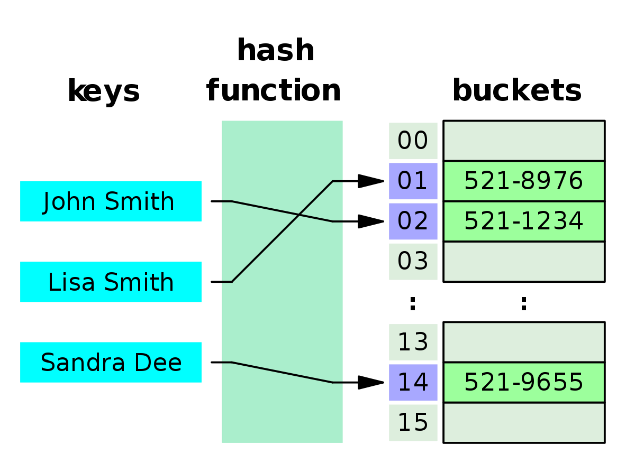 hash
keys function buckets
00
01 521-8976
John Smith
02 521-1234
03
Lisa Smith
: :
13
Sandra Dee
14 521-9655
15